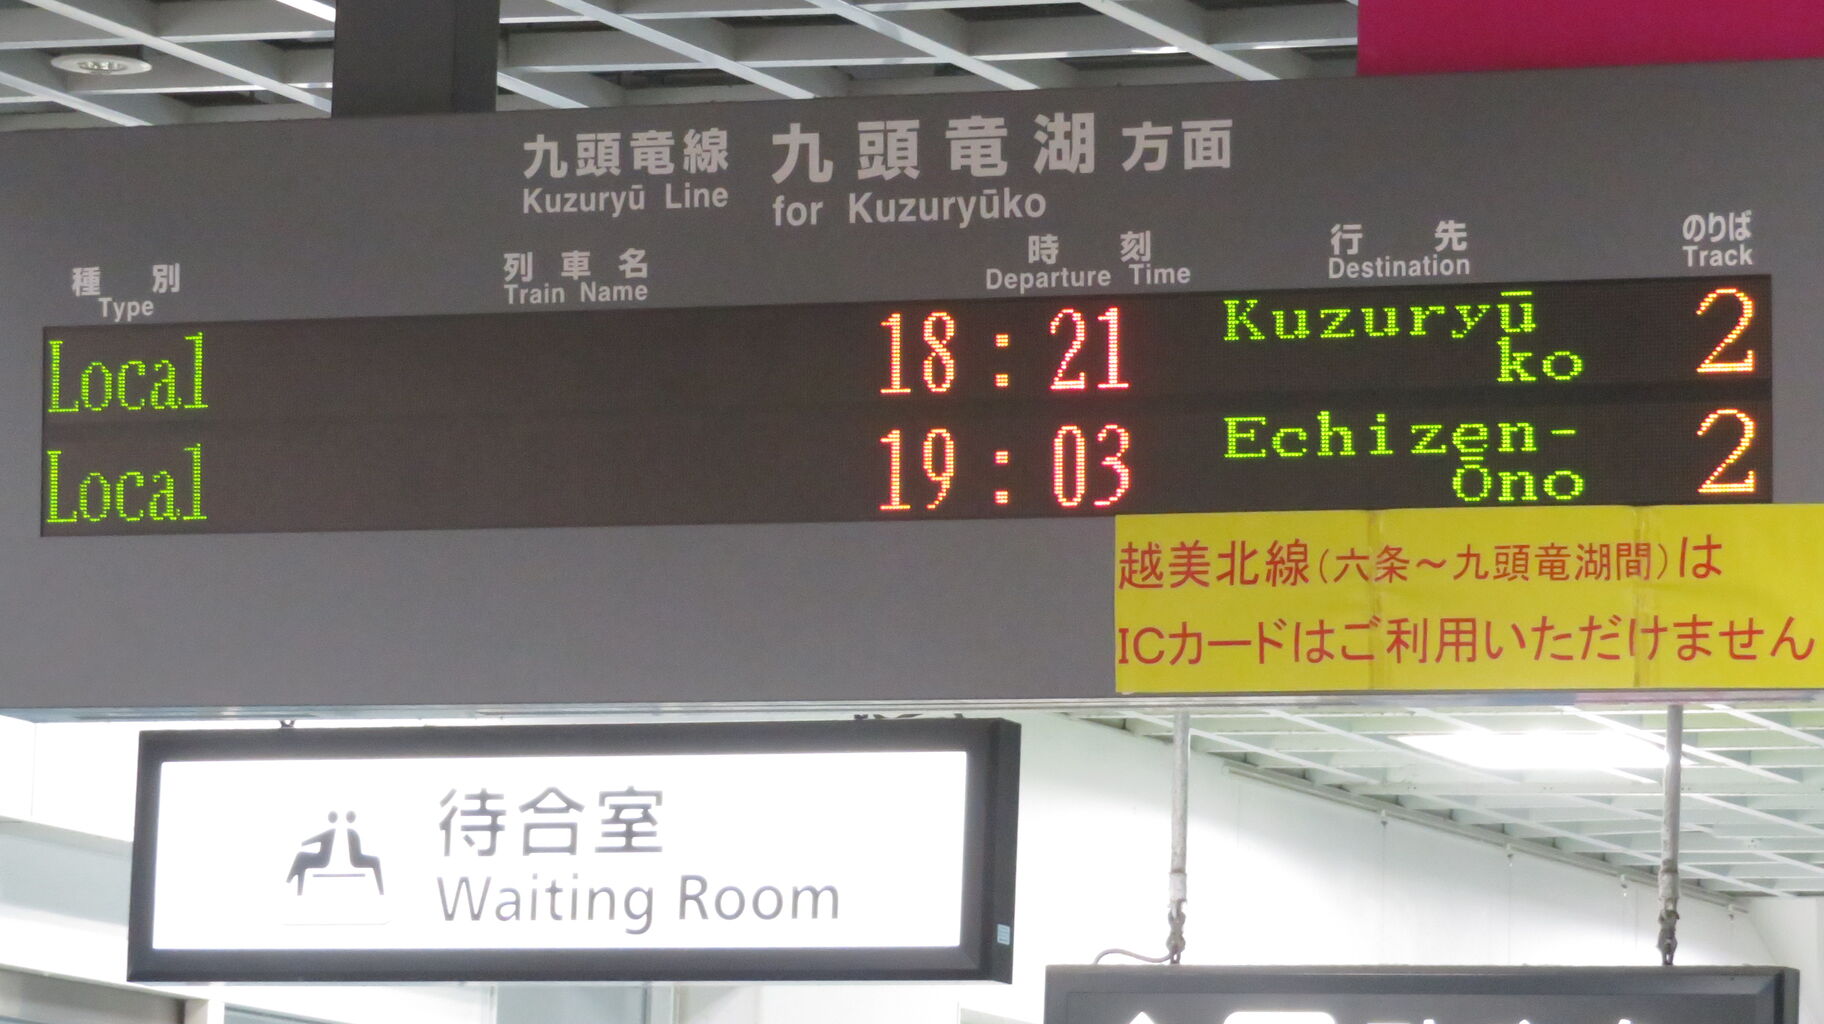 九頭竜線 九頭竜湖方面
Kuzuryū Line for Kuzuryūko
種別 列車名 時刻 行先 のりば
Type Train Name Departure Time Destination Track
Local 18:21 Kuzuryū
ko 2
Local 19:03 Echizen-
Ōno 2
越美北線(六条~九頭竜湖間)は
ICカードはご利用いただけません
待合室
Waiting Room